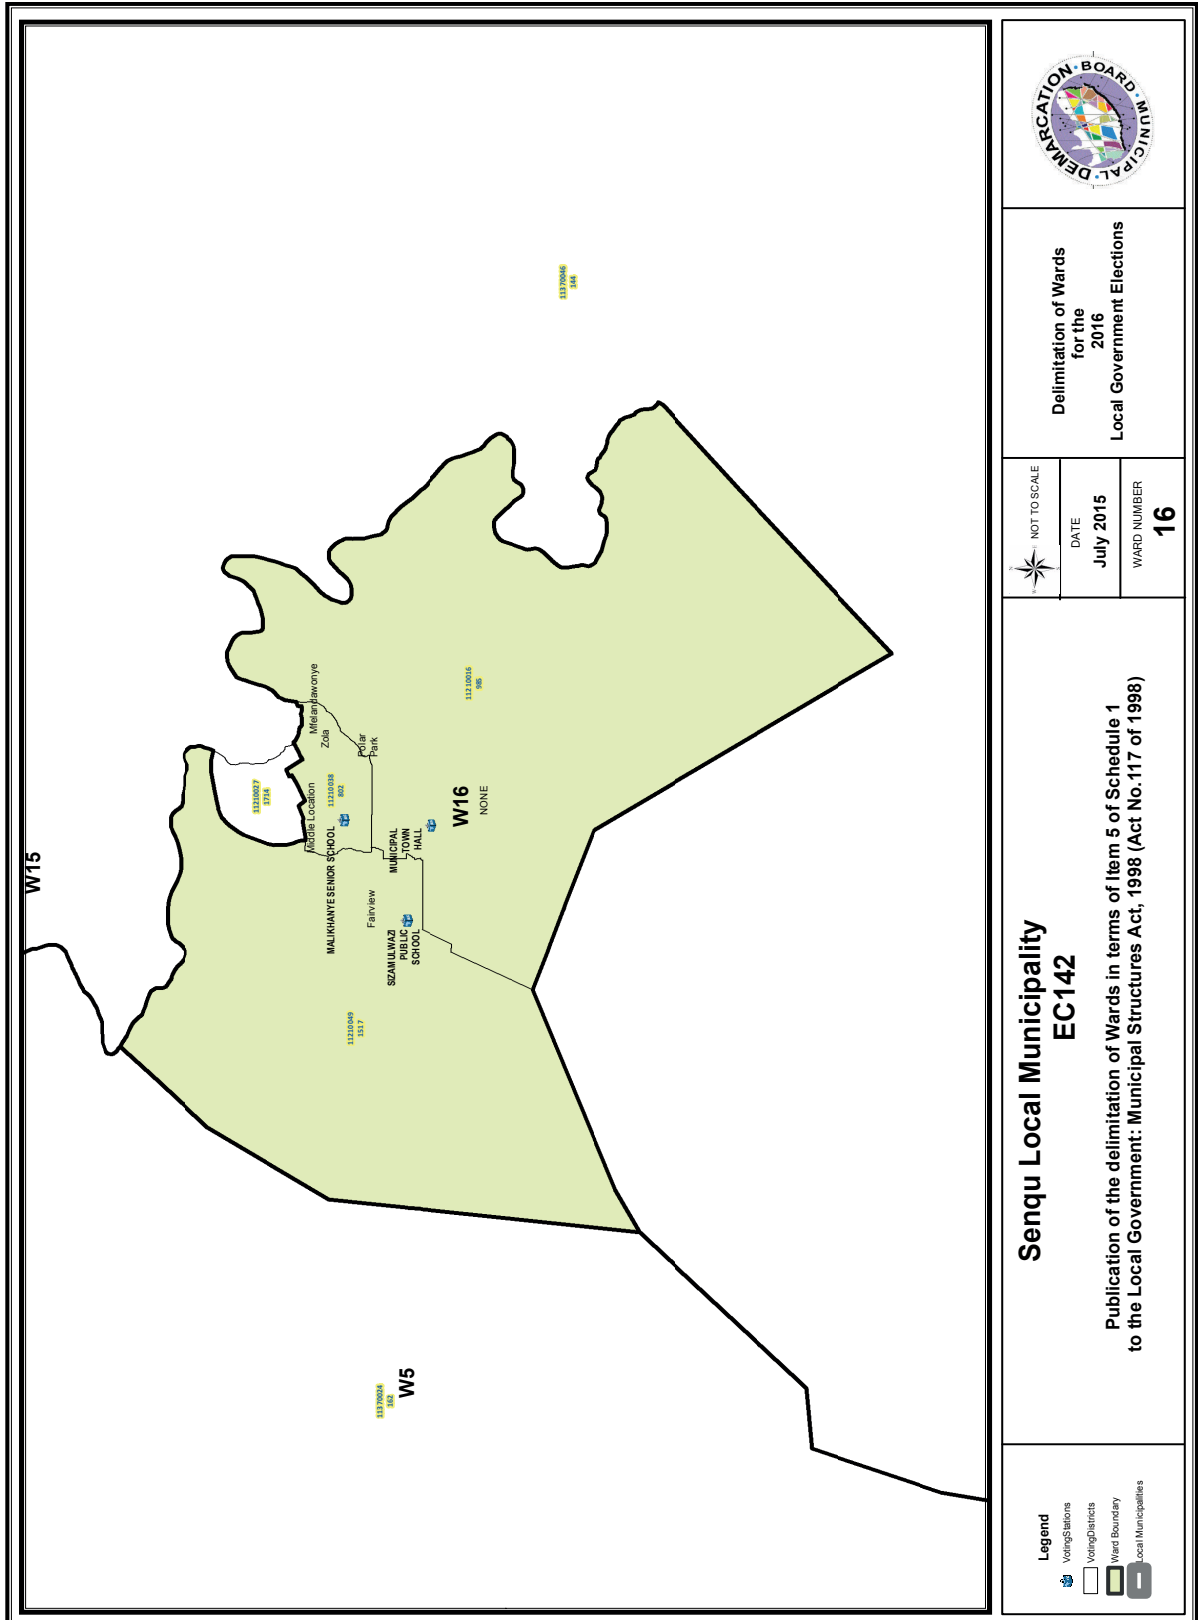 W15
11370046
144
11210027
1714
Mfelandawonye
Zola
Polar
Park
Middle Location
11210038
802
MALIKHANYE SENIOR SCHOOL
MUNICIPAL
TOWN
HALL
11210016
985
W16
NONE
Fairview
SIZAMULWAZI
PUBLIC
SCHOOL
11210049
1517
11370024
162
W5
Legend
VotingStations
VotingDistricts
Ward Boundary
Local Municipalities
Senqu Local Municipality
EC142
Publication of the delimitation of Wards in terms of Item 5 of Schedule 1
to the Local Government: Municipal Structures Act, 1998 (Act No.117 of 1998)
N
W
E
S
NOT TO SCALE
DATE
July 2015
WARD NUMBER
16
Delimitation of Wards
for the
2016
Local Government Elections
MUNICIPAL • DEMARCATION • BOARD •